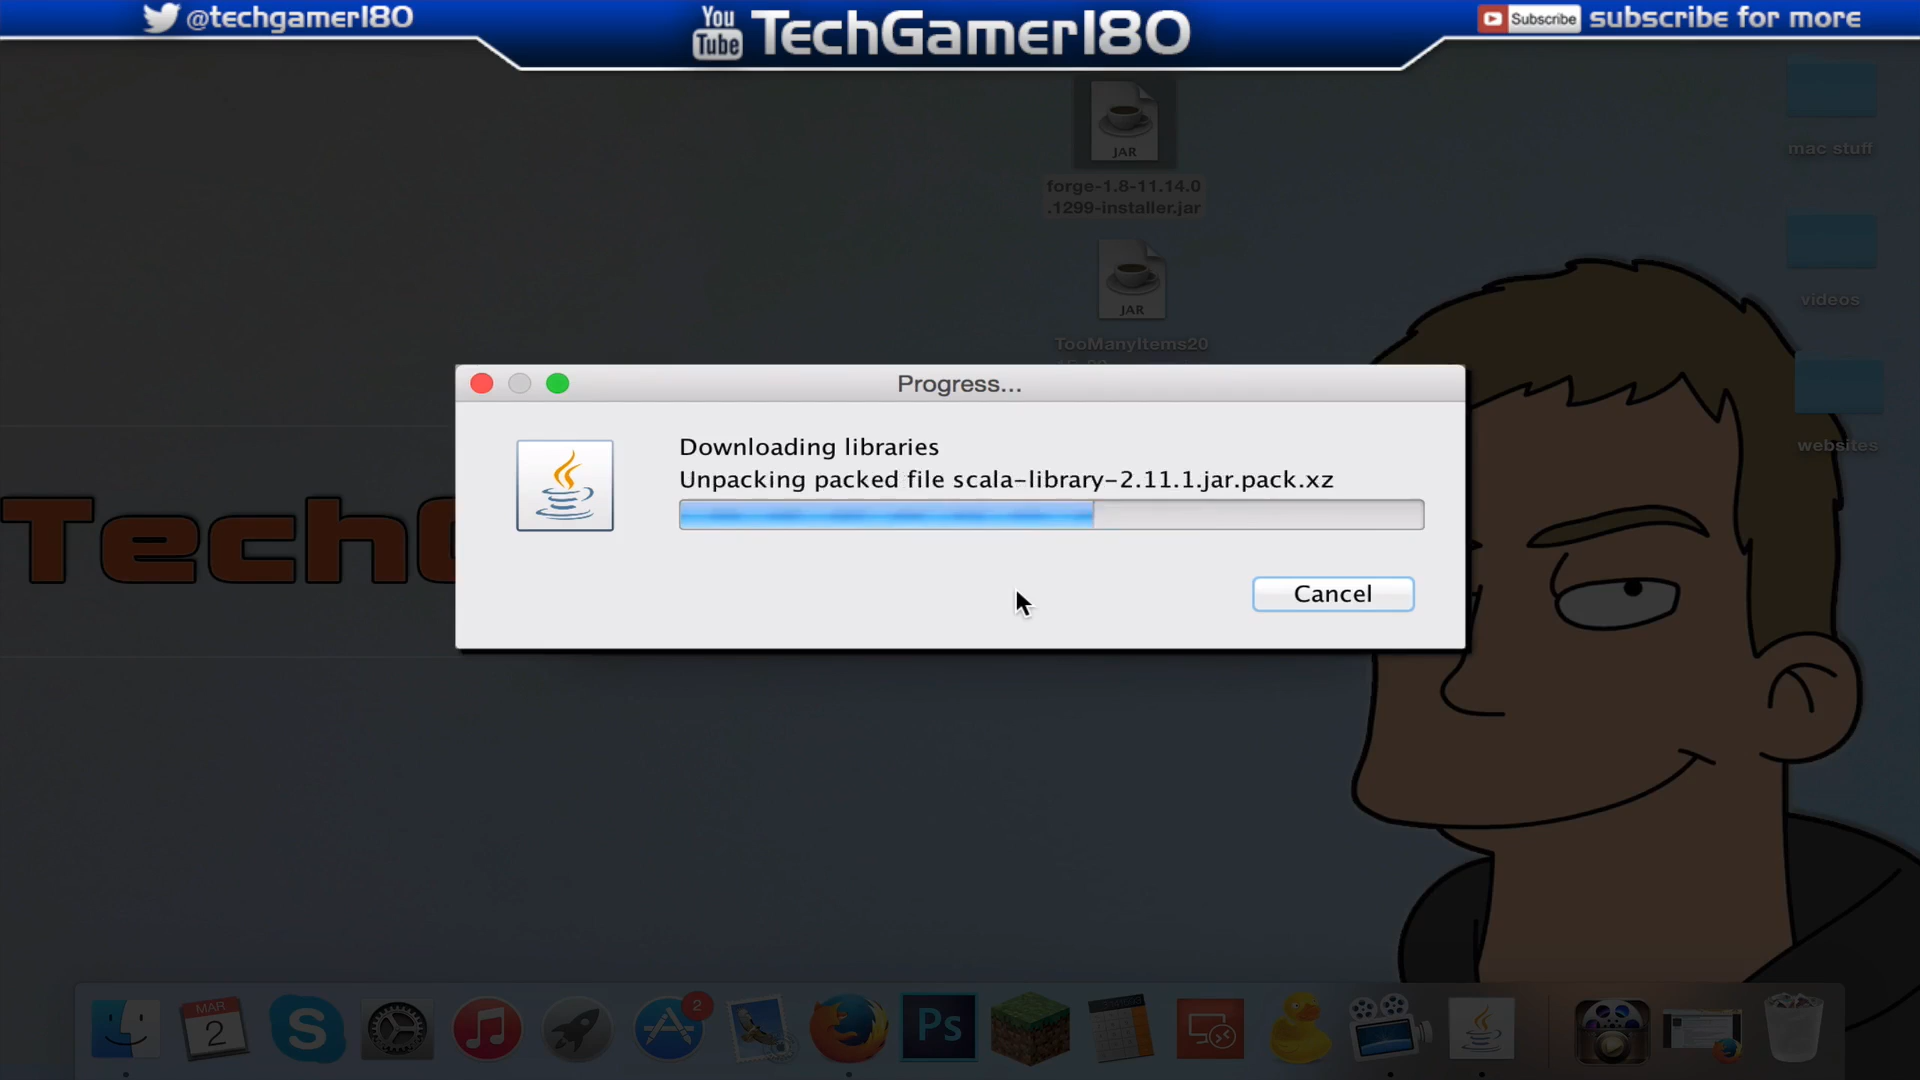 @techgamer180
You
Tube
TechGamer180
Subscribe
subscribe for more
JAR
forge-1.8-11.14.0
.1299-installer.jar
JAR
TooManyItems20
mac stuff
videos
websites
Progress...
Downloading libraries
Unpacking packed file scala-library-2.11.1.jar.pack.xz
Cancel
Tech
MAR
2
2
Ps